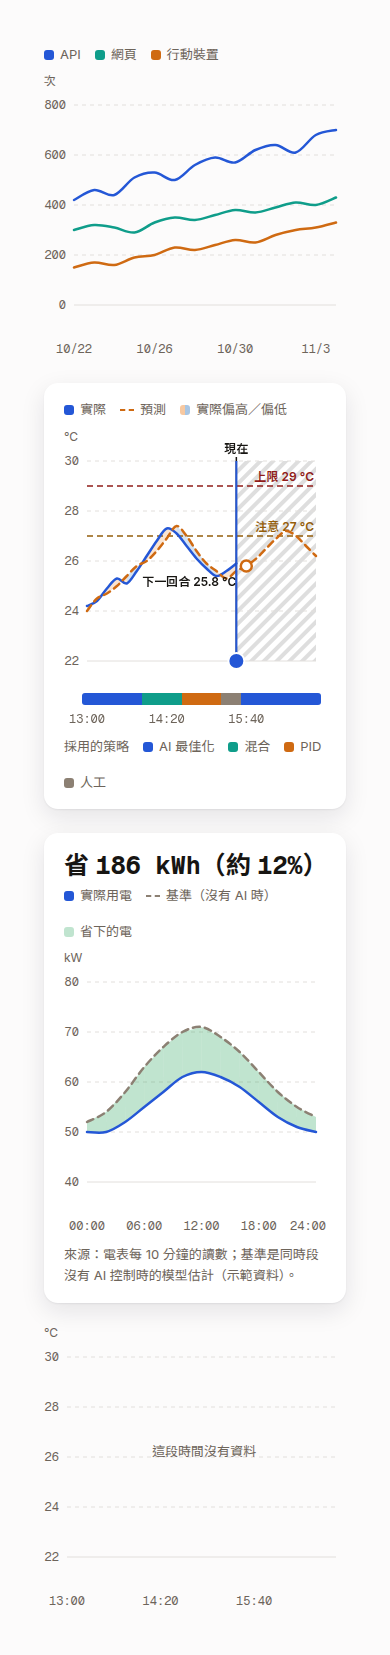 API 網頁 行動裝置
次
800
600
400
200
0
10/22 10/26 10/30 11/3
實際 預測 實際偏高／偏低
°C
現在
30
上限 29 °C
28
注意 27 °C
26
下一回合 25.8 °C
24
22
13:00 14:20 15:40
採用的策略 AI 最佳化 混合 PID
人工
省 186 kWh（約 12%）
實際用電 基準（沒有 AI 時）
省下的電
kW
80
70
60
50
40
00:00 06:00 12:00 18:00 24:00
來源：電表每 10 分鐘的讀數；基準是同時段
沒有 AI 控制時的模型估計（示範資料）。
°C
30
28
26
這段時間沒有資料
24
22
13:00 14:20 15:40